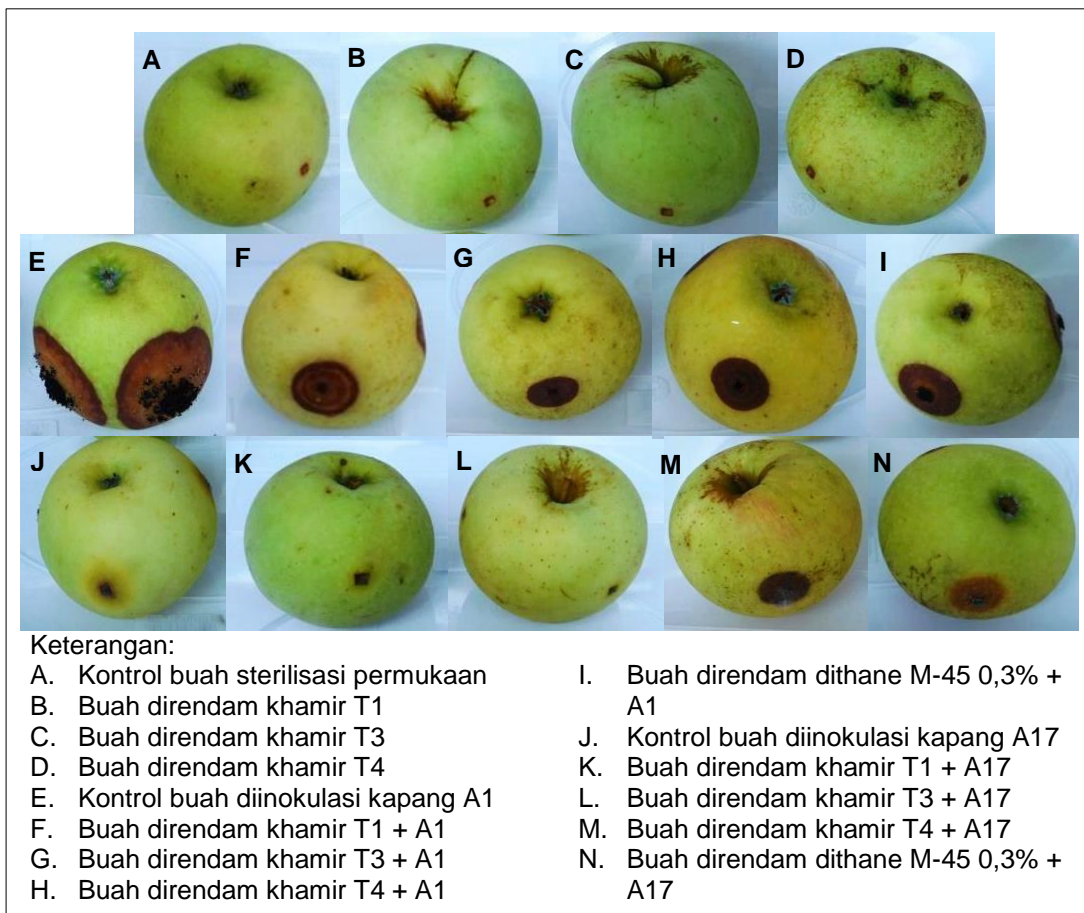 A B C D
E F G H I
J K L M N
Keterangan:
A. Kontrol buah sterilisasi permukaan
B. Buah direndam khamir T1
C. Buah direndam khamir T3
D. Buah direndam khamir T4
E. Kontrol buah diinokulasi kapang A1
F. Buah direndam khamir T1 + A1
G. Buah direndam khamir T3 + A1
H. Buah direndam khamir T4 + A1
I. Buah direndam dithane M-45 0,3% +
A1
J. Kontrol buah diinokulasi kapang A17
K. Buah direndam khamir T1 + A17
L. Buah direndam khamir T3 + A17
M. Buah direndam khamir T4 + A17
N. Buah direndam dithane M-45 0,3% +
A17